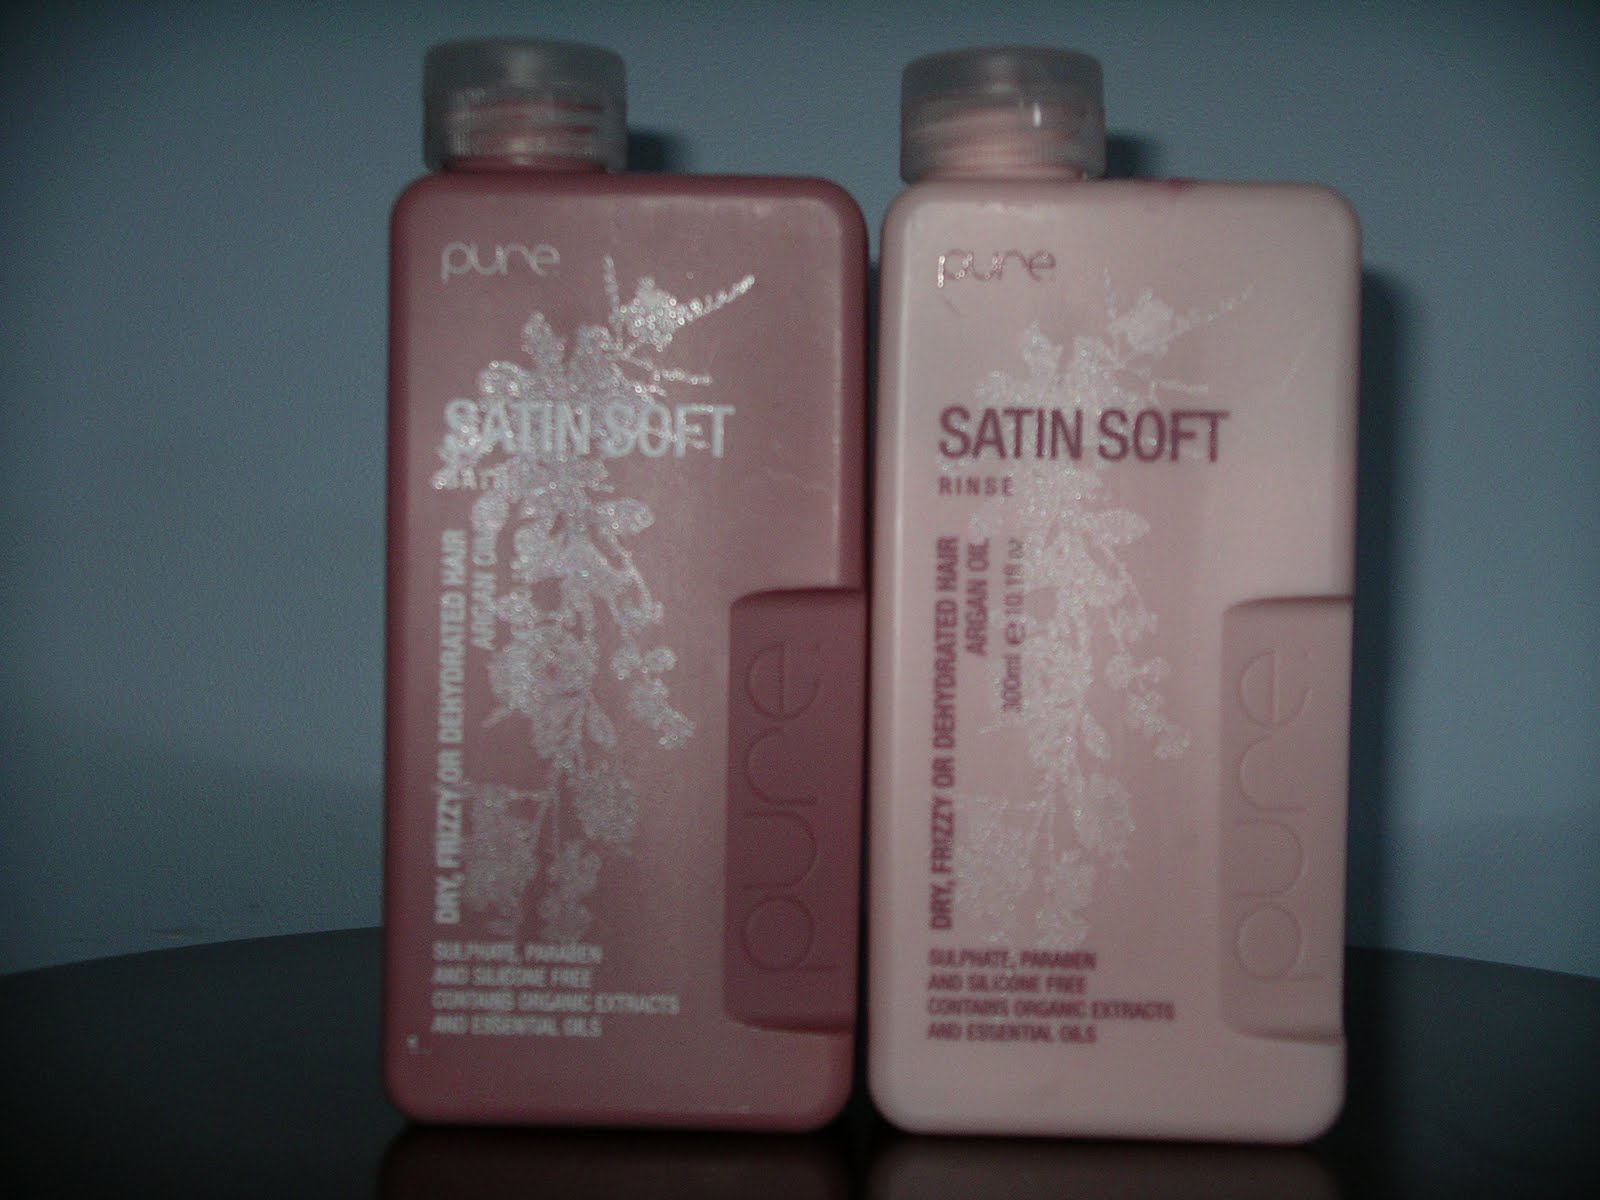 pure
SATIN SOFT
DRY, FRIZZY OR DEHYDRATED HAIR
ARGAN OIL
SULPHATE, PARABEN
AND SILICONE FREE
CONTAINS ORGANIC EXTRACTS
AND ESSENTIAL OILS
pure
pure
SATIN SOFT
RINSE
DRY, FRIZZY OR DEHYDRATED HAIR
ARGAN OIL
300ml e 10.1fl oz
SULPHATE, PARABEN
AND SILICONE FREE
CONTAINS ORGANIC EXTRACTS
AND ESSENTIAL OILS
pure